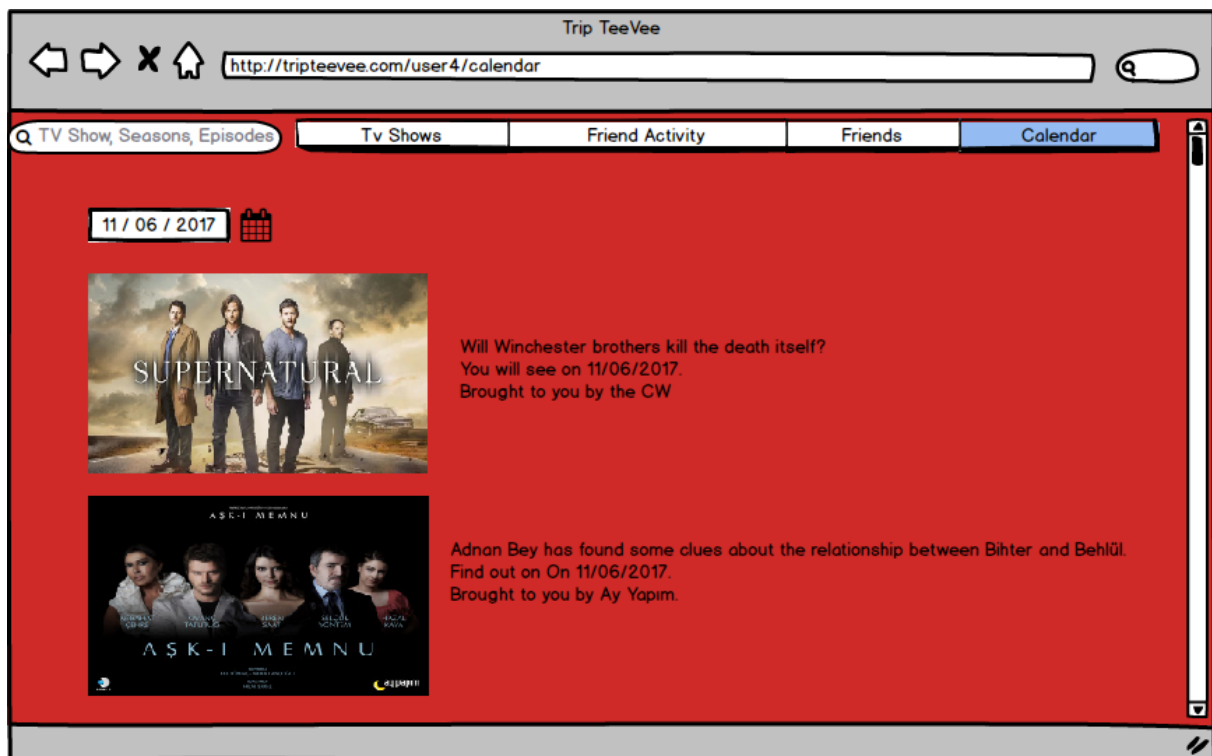 Trip TeeVee
http://tripteevee.com/user4/calendar
TV Show, Seasons, Episodes
Tv Shows
Friend Activity
Friends
Calendar
11 / 06 / 2017
SUPERNATURAL
Will Winchester brothers kill the death itself?
You will see on 11/06/2017.
Brought to you by the CW
AŞK-I MEMNU
Adnan Bey has found some clues about the relationship between Bihter and Behlül.
Find out on On 11/06/2017.
Brought to you by Ay Yapım.
AŞK-I MEMNU
ay yapım